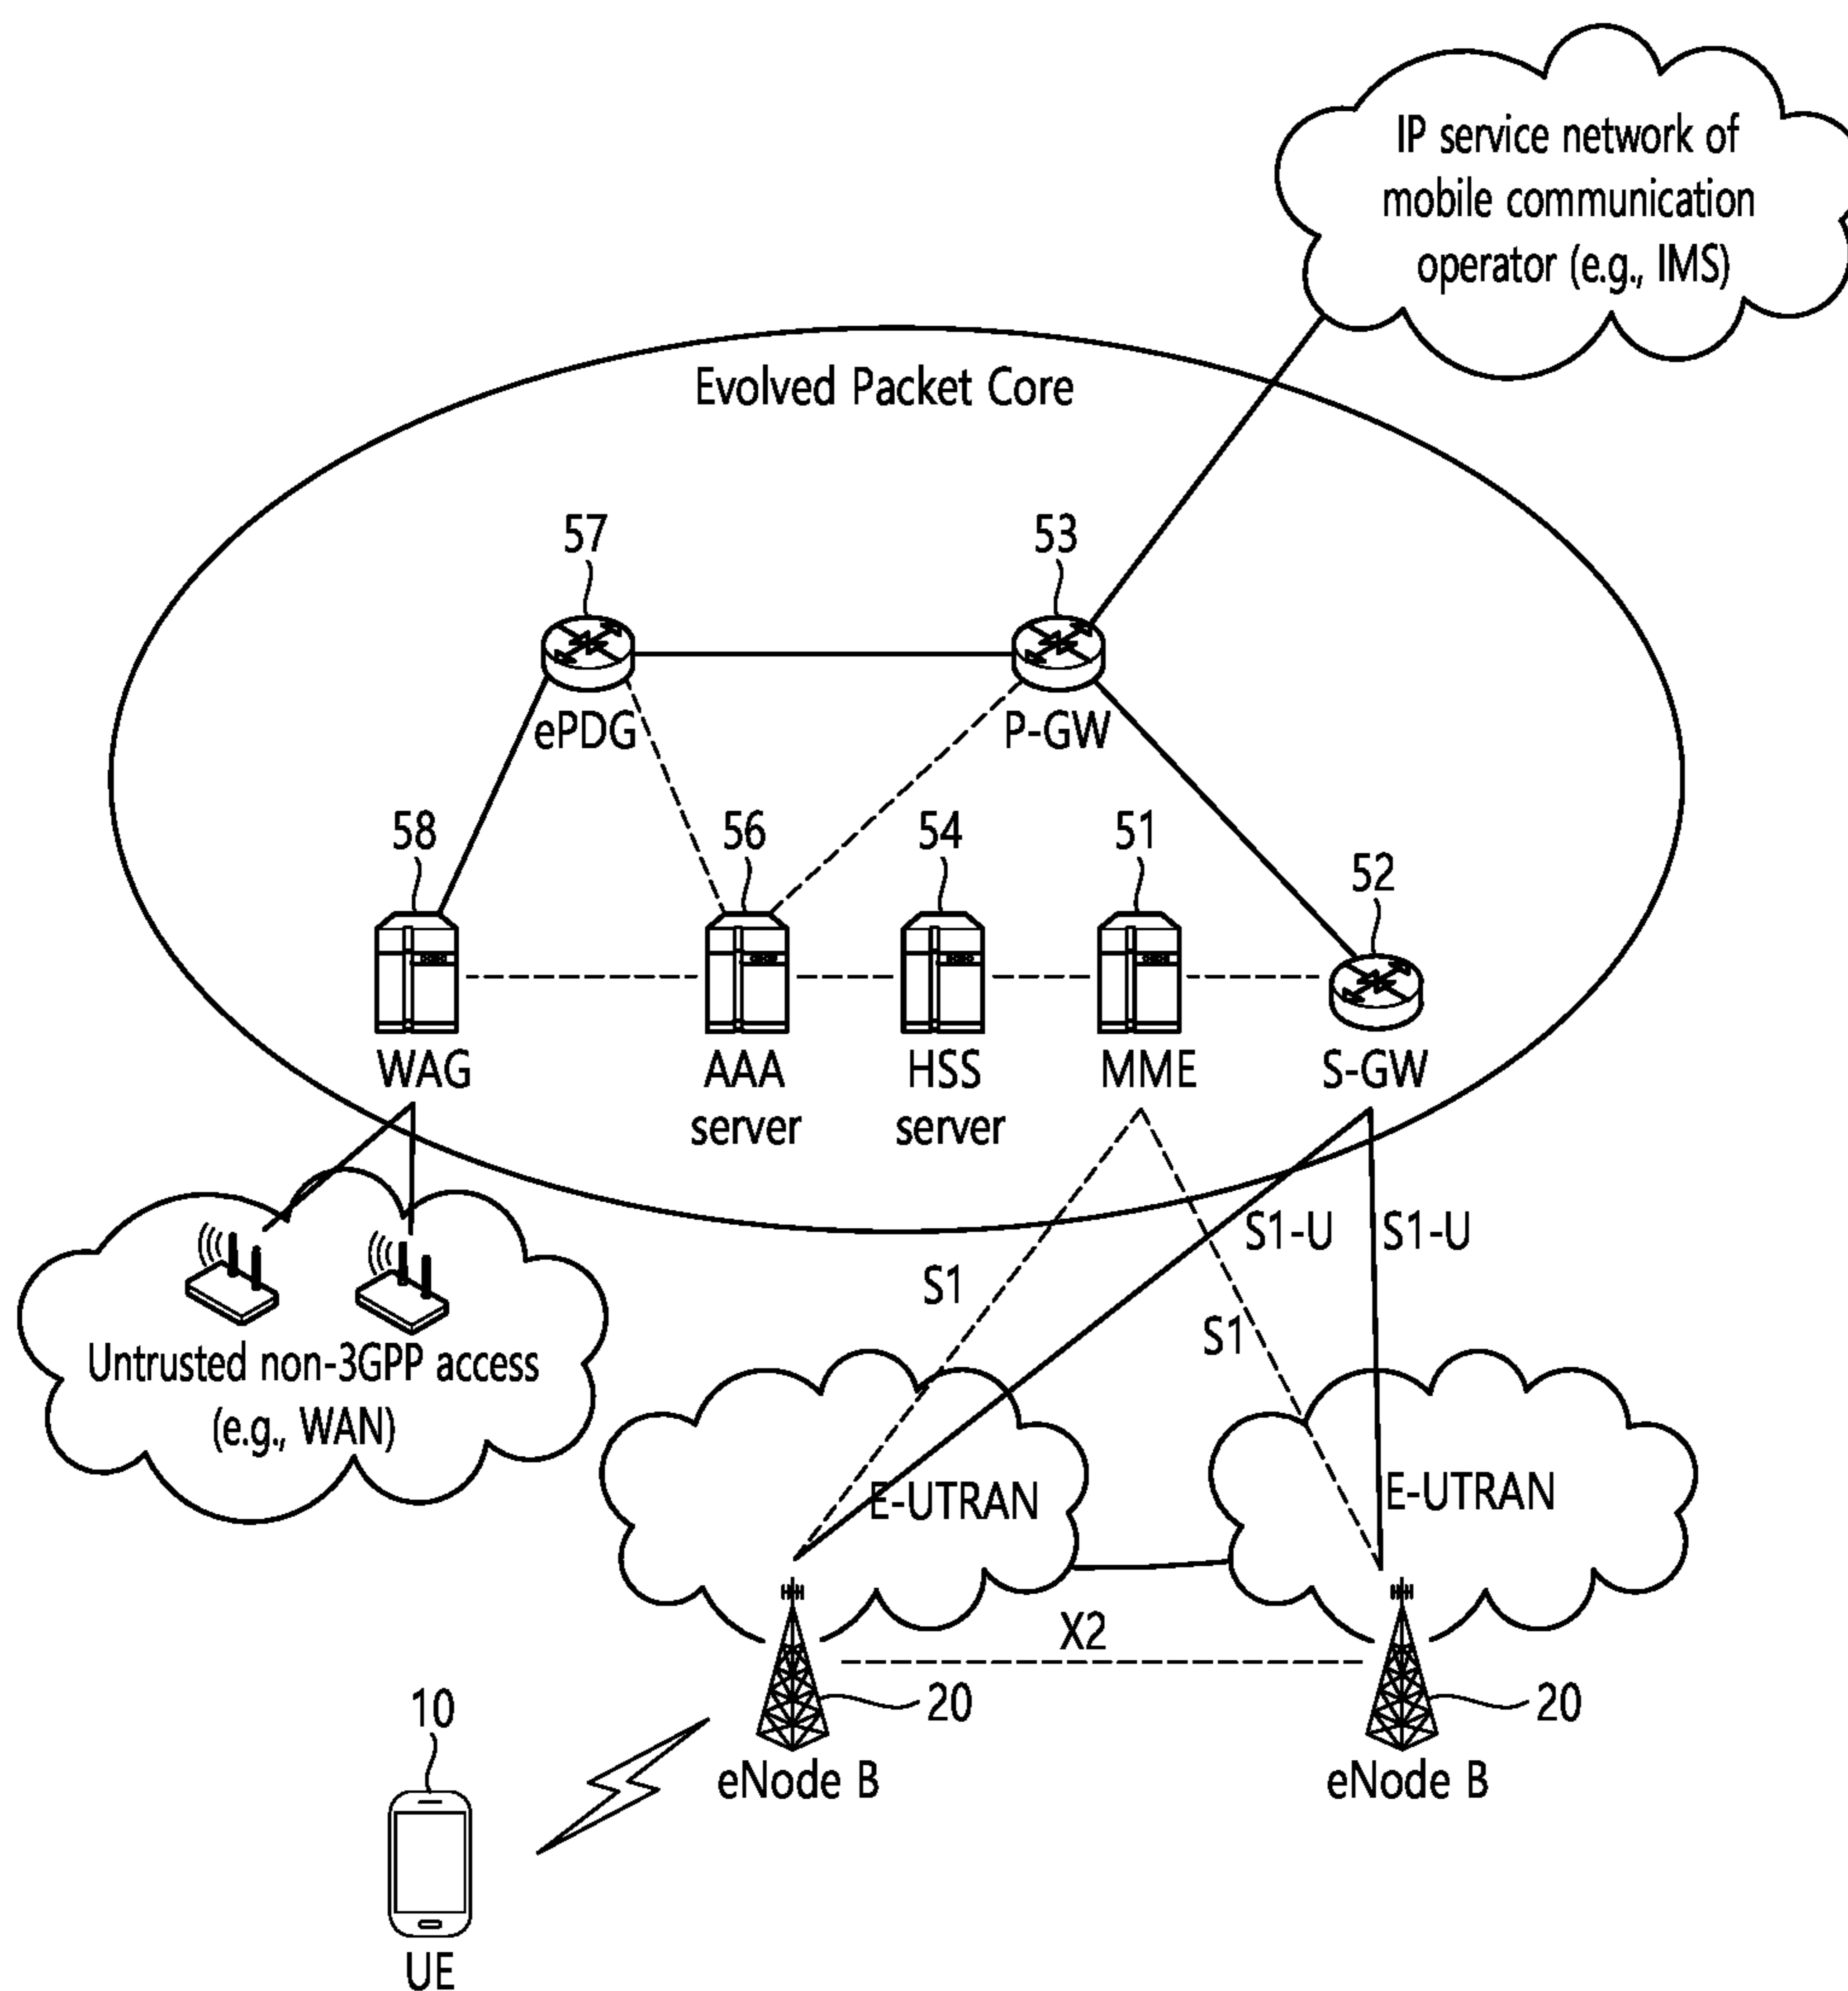 IP service network of
mobile communication
operator (e.g., IMS)
Evolved Packet Core
57
53
ePDG
P-GW
58
56
54
51
52
WAG
AAA
server
HSS
server
MME
S-GW
S1-U
S1-U
S1
S1
Untrusted non-3GPP access
(e.g., WAN)
E-UTRAN
E-UTRAN
X2
20
20
10
eNode B
eNode B
UE